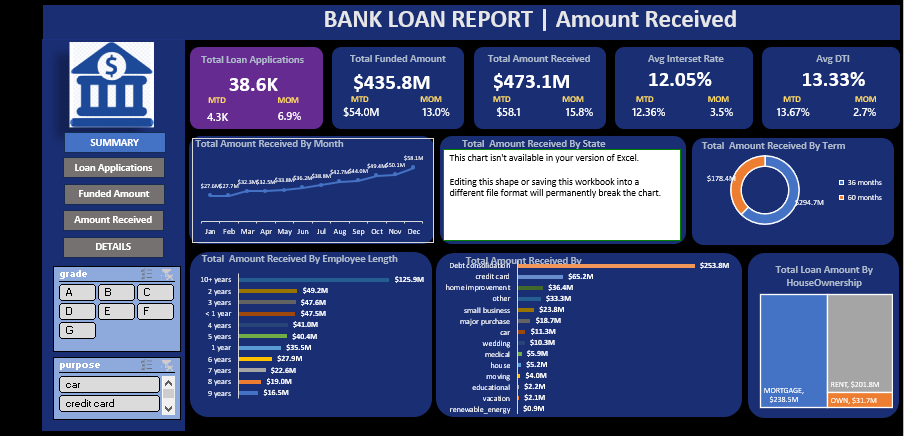 BANK LOAN REPORT | Amount Received
$
SUMMARY
Loan Applications
Funded Amount
Amount Received
DETAILS
grade
A B C
D E F
G
purpose
car
credit card
Total Loan Applications
38.6K
MTD MOM
4.3K 6.9%
Total Funded Amount
$435.8M
MTD MOM
$54.0M 13.0%
Total Amount Received
$473.1M
MTD MOM
$58.1 15.8%
Avg Interset Rate
12.05%
MTD MOM
12.36% 3.5%
Avg DTI
13.33%
MTD MOM
13.67% 2.7%
Total Amount Received By Month
$27.6M $27.7M $32.3M $32.5M $33.8M $36.2M $38.8M $42.7M $44.0M $49.4M $50.1M $58.1M
Jan Feb Mar Apr May Jun Jul Aug Sep Oct Nov Dec
Total Amount Received By State
This chart isn't available in your version of Excel.
Editing this shape or saving this workbook into a
different file format will permanently break the chart.
Total Amount Received By Term
$178.4M
$294.7M
36 months
60 months
Total Amount Received By Employee Length
10+ years $125.9M
2 years $49.2M
3 years $47.6M
< 1 year $47.5M
4 years $41.0M
5 years $40.4M
1 year $35.5M
6 years $27.9M
7 years $22.6M
8 years $19.0M
9 years $16.5M
Total Amount Received By
Debt consolidation $253.8M
credit card $65.2M
home improvement $36.4M
other $33.3M
small business $23.8M
major purchase $18.7M
car $11.3M
wedding $10.3M
medical $5.9M
house $5.2M
moving $4.0M
educational $2.2M
vacation $2.1M
renewable_energy $0.9M
Total Loan Amount By
HouseOwnership
MORTGAGE,
$238.5M
RENT, $201.8M
OWN, $31.7M